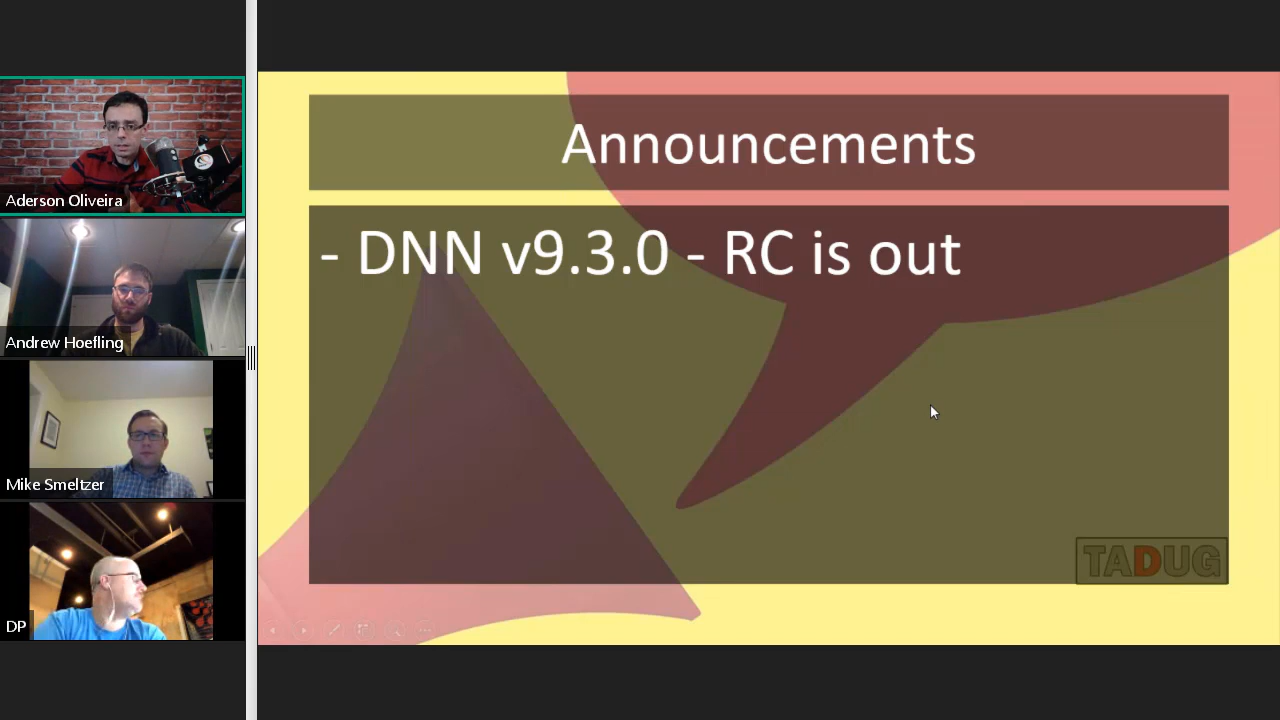 Aderson Oliveira
Andrew Hoefling
Mike Smeltzer
DP
Announcements
- DNN v9.3.0 - RC is out
TADUG